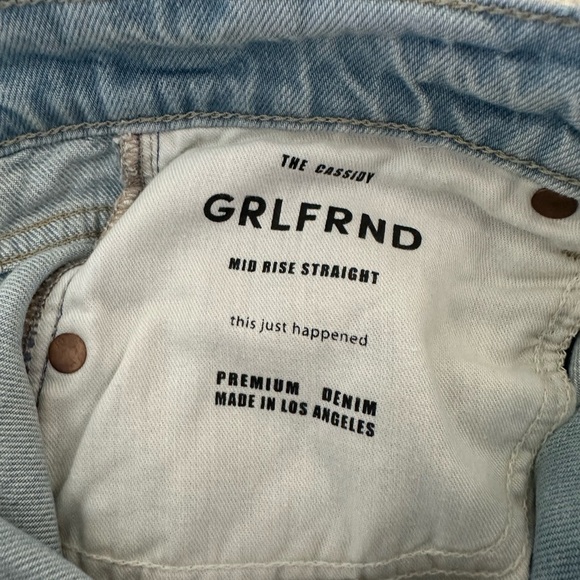 THE CASSIDY
GRLFRND
MID RISE STRAIGHT
this just happened
PREMIUM DENIM
MADE IN LOS ANGELES